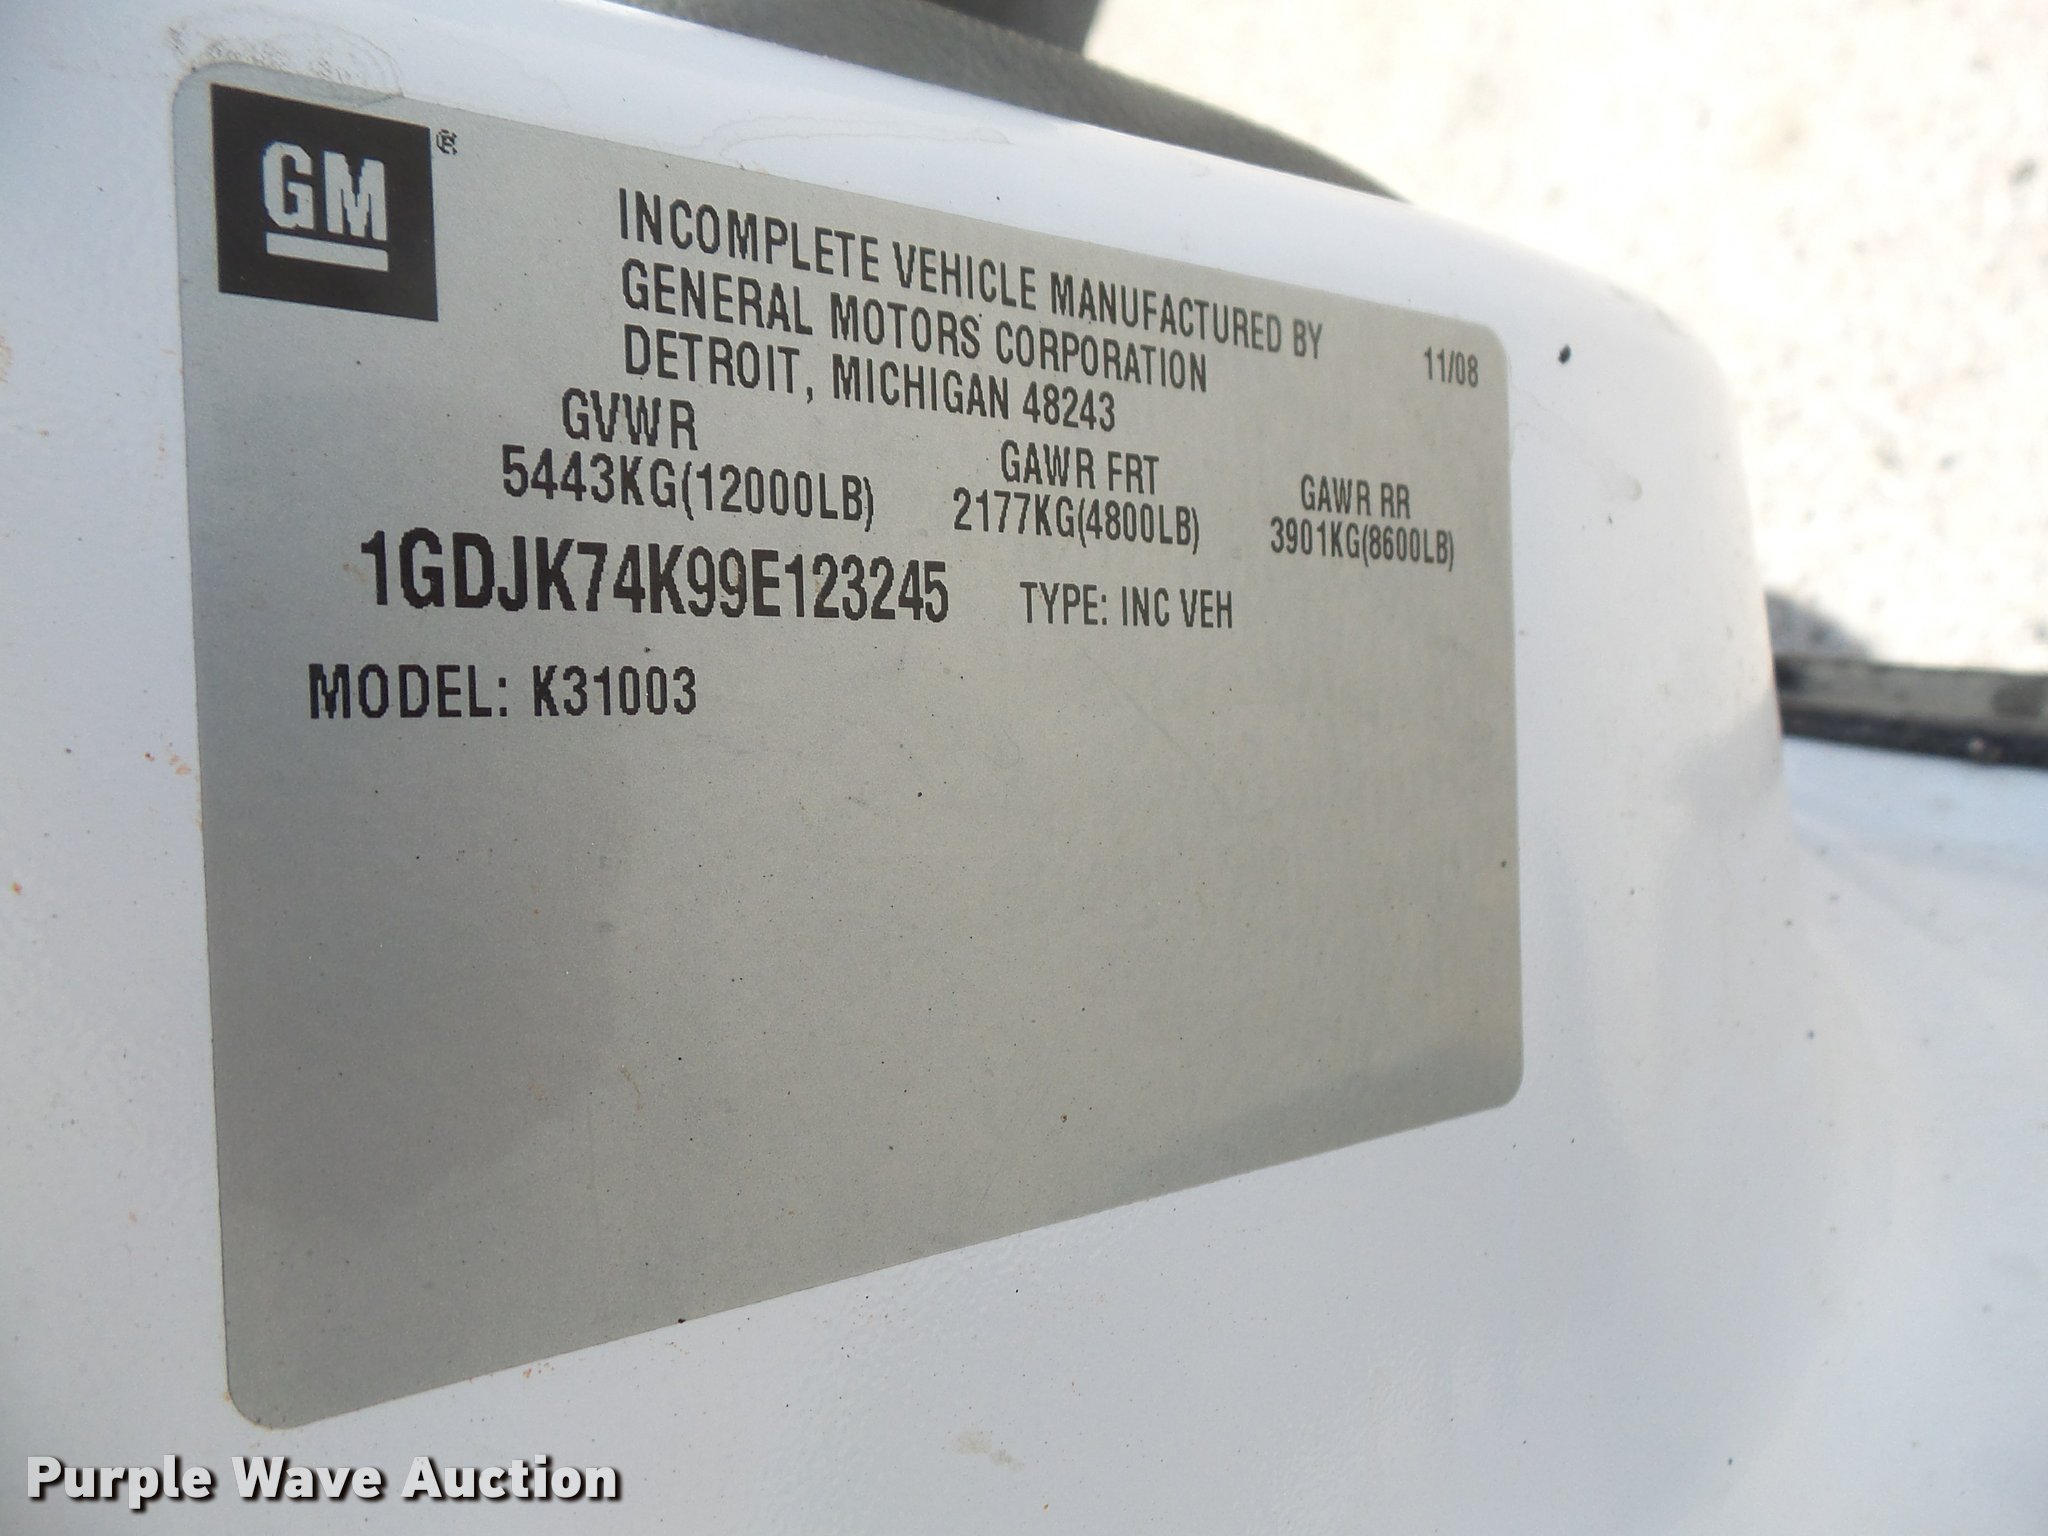 GM®
INCOMPLETE VEHICLE MANUFACTURED BY
GENERAL MOTORS CORPORATION
DETROIT, MICHIGAN 48243
11/08
GVWR
5443KG(12000LB)
GAWR FRT
2177KG(4800LB)
GAWR RR
3901KG(8600LB)
1GDJK74K99E123245
TYPE: INC VEH
MODEL: K31003
Purple Wave Auction